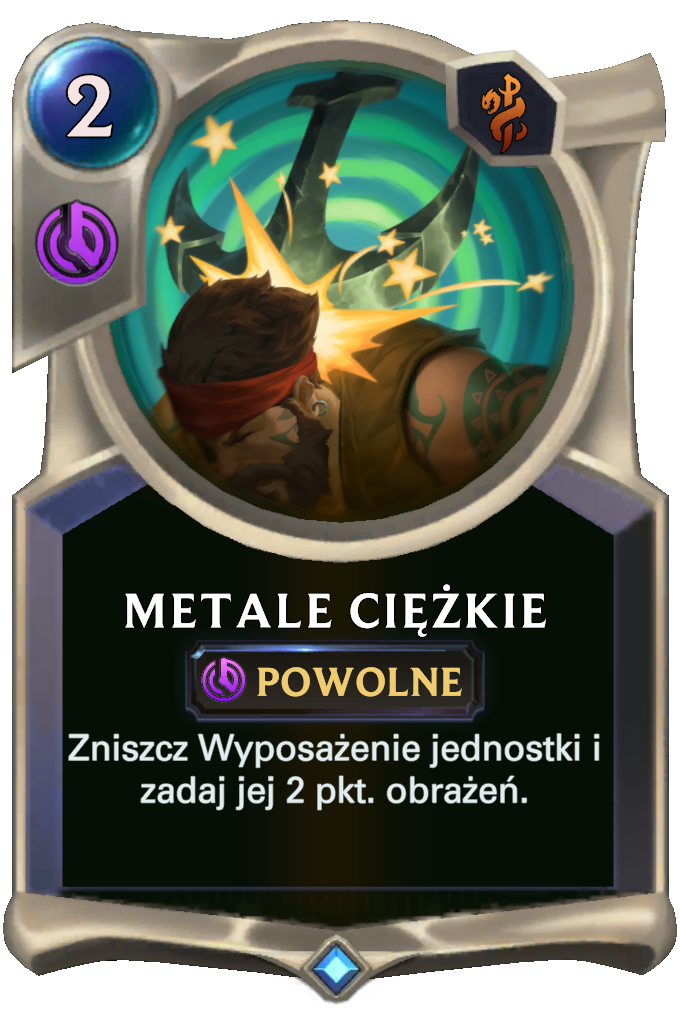 2
METALE CIĘŻKIE
POWOLNE
Zniszcz Wyposażenie jednostki i
zadaj jej 2 pkt. obrażeń.